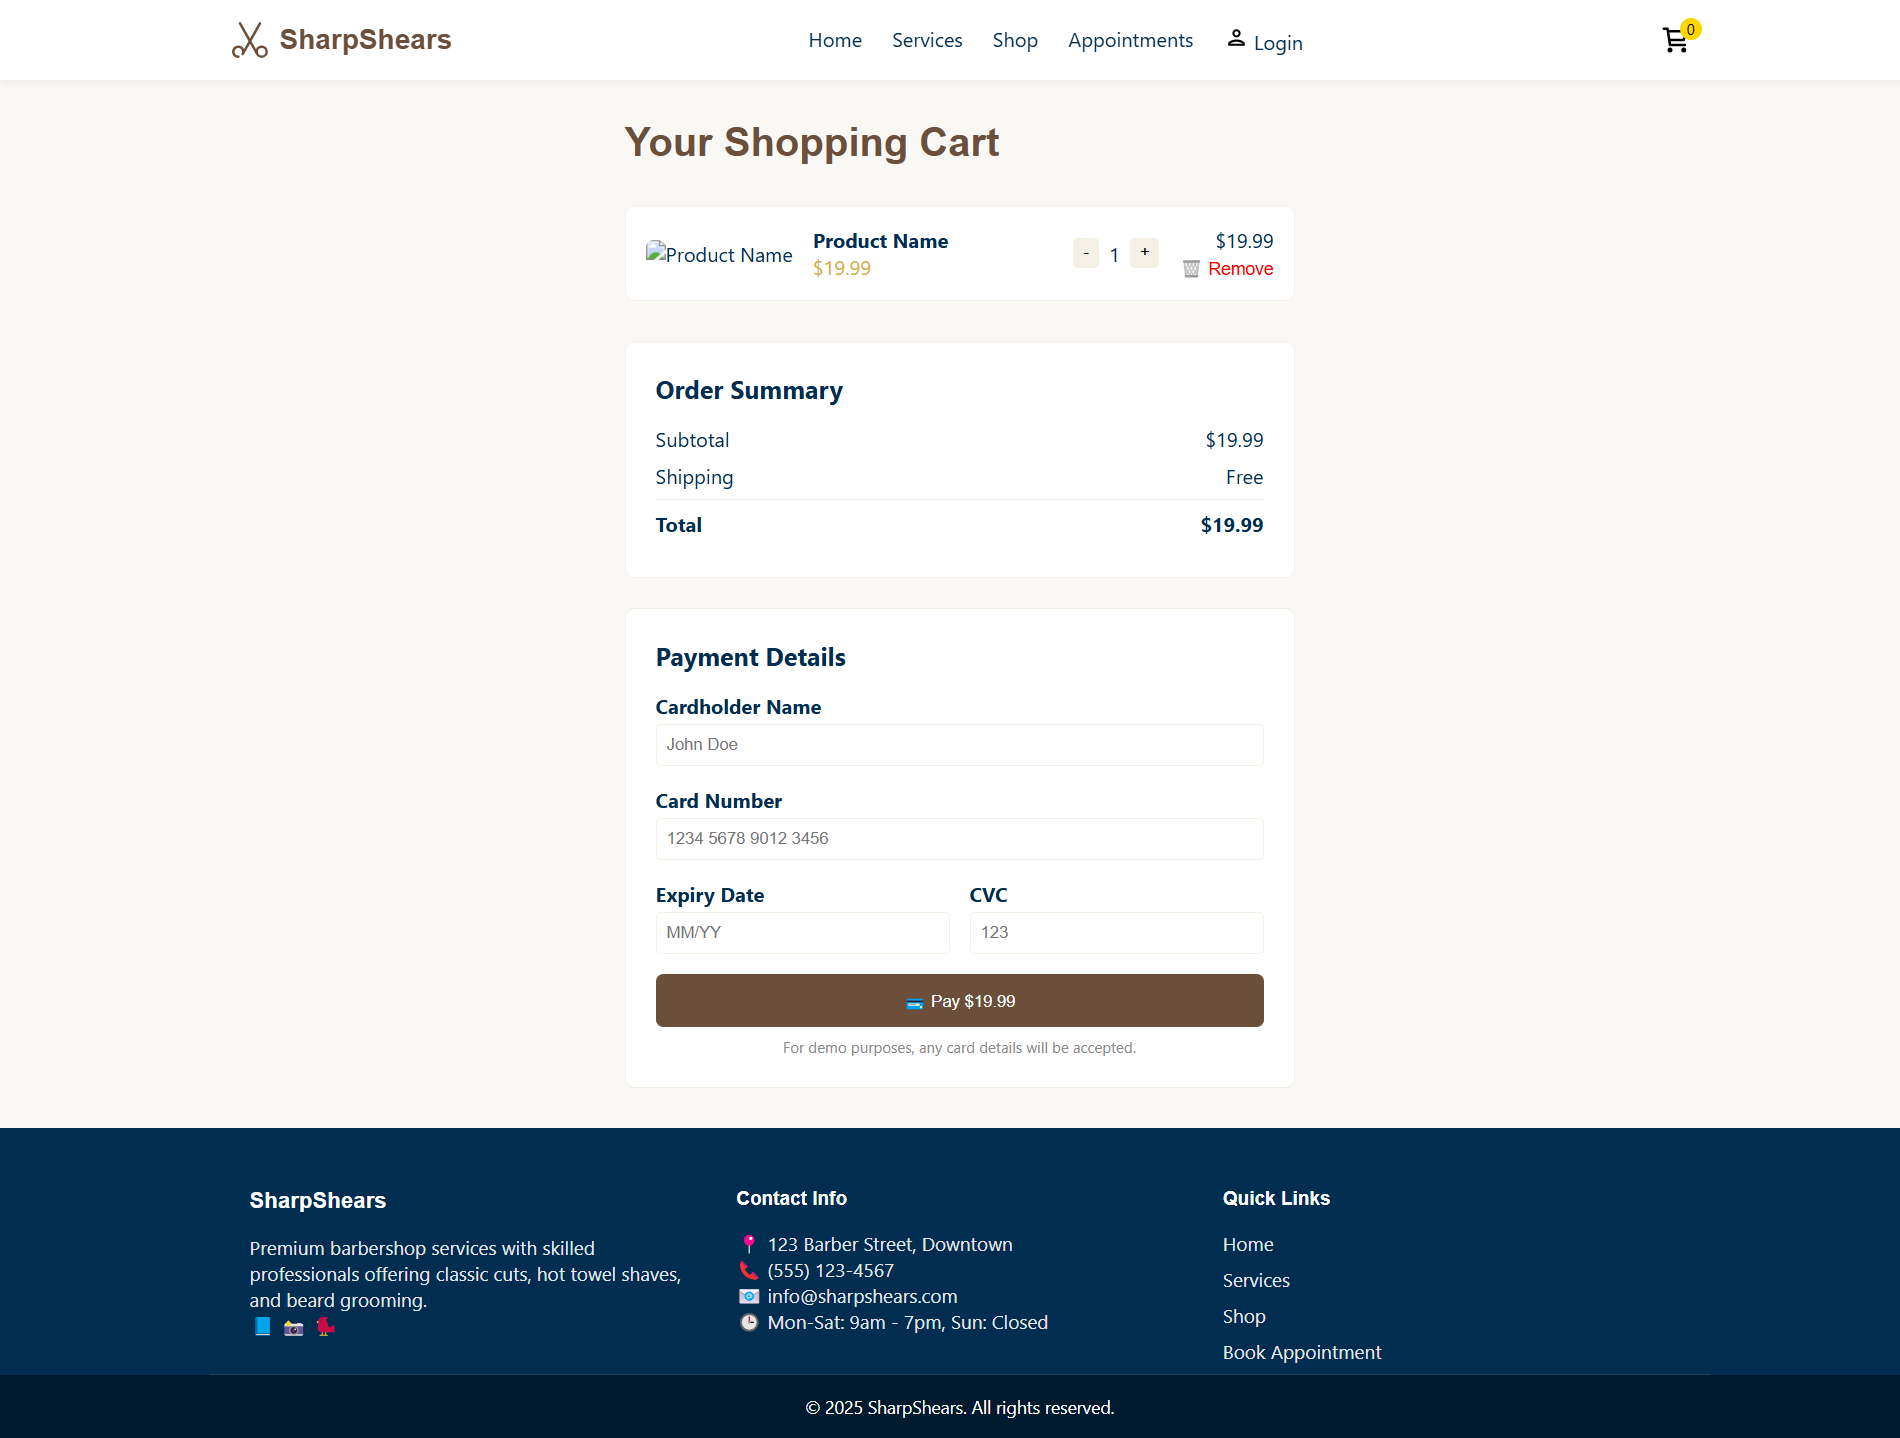 SharpShears
Home Services Shop Appointments Login
0
Your Shopping Cart
Product Name
Product Name
$19.99
- 1 +
$19.99
Remove
Order Summary
Subtotal $19.99
Shipping Free
Total $19.99
Payment Details
Cardholder Name
John Doe
Card Number
1234 5678 9012 3456
Expiry Date CVC
MM/YY 123
Pay $19.99
For demo purposes, any card details will be accepted.
SharpShears
Premium barbershop services with skilled
professionals offering classic cuts, hot towel shaves,
and beard grooming.
Contact Info
123 Barber Street, Downtown
(555) 123-4567
info@sharpshears.com
Mon-Sat: 9am - 7pm, Sun: Closed
Quick Links
Home
Services
Shop
Book Appointment
© 2025 SharpShears. All rights reserved.